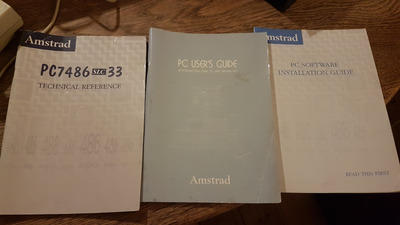 Amstrad
PC7486 SLC 33
TECHNICAL REFERENCE
PC USER'S GUIDE
Amstrad
Amstrad
PC SOFTWARE
INSTALLATION GUIDE
READ THIS FIRST